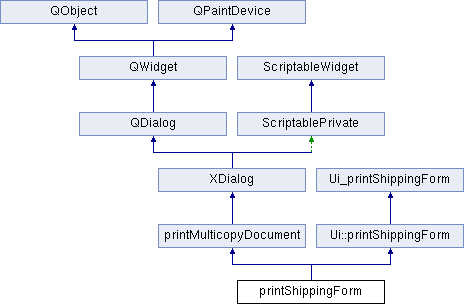 QObject
QPaintDevice
QWidget
ScriptableWidget
QDialog
ScriptablePrivate
XDialog
Ui_printShippingForm
printMulticopyDocument
Ui::printShippingForm
printShippingForm